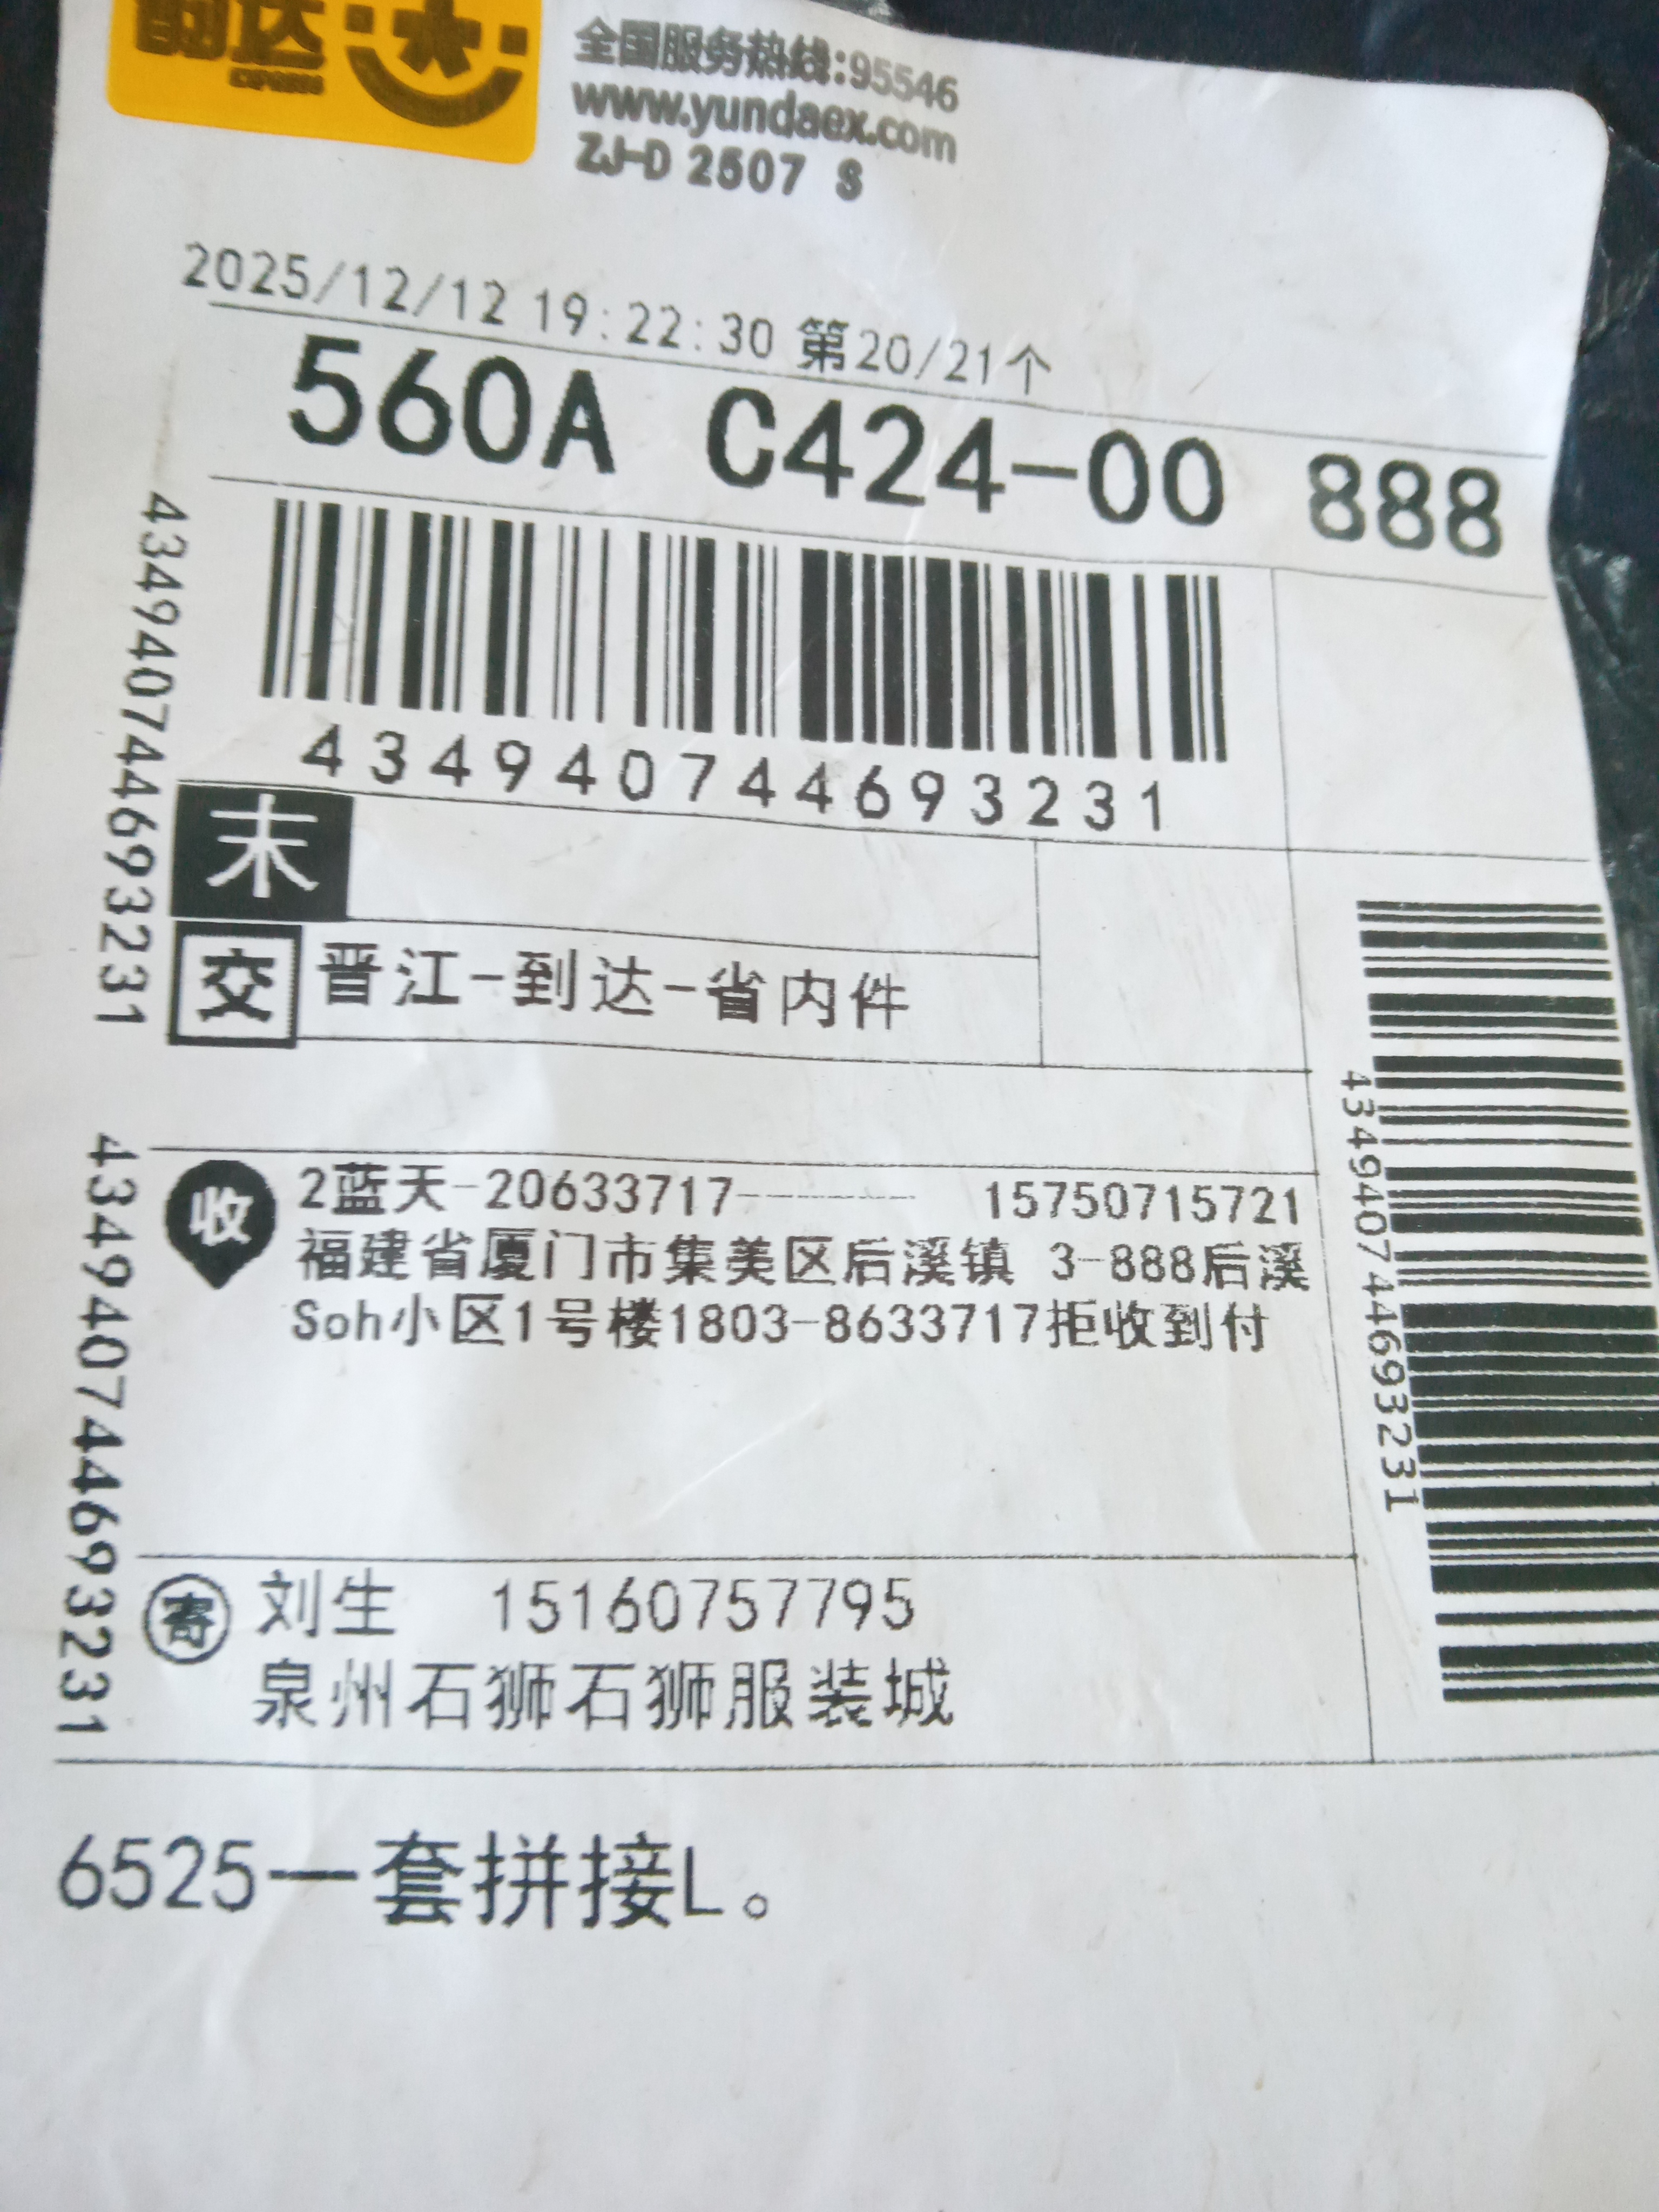 韵达
全国服务热线:95546
www.yundaex.com
ZJ-D 2507 S
2025/12/12 19:22:30 第20/21个
560A C424-00 888
434940744693231
434940744693231
末
交 晋江-到达-省内件
434940744693231
收 2蓝天-20633717------- 15750715721
福建省厦门市集美区后溪镇 3-888后溪
Soh小区1号楼1803-8633717拒收到付
434940744693231
寄 刘生 15160757795
泉州石狮石狮服装城
6525一套拼接L。